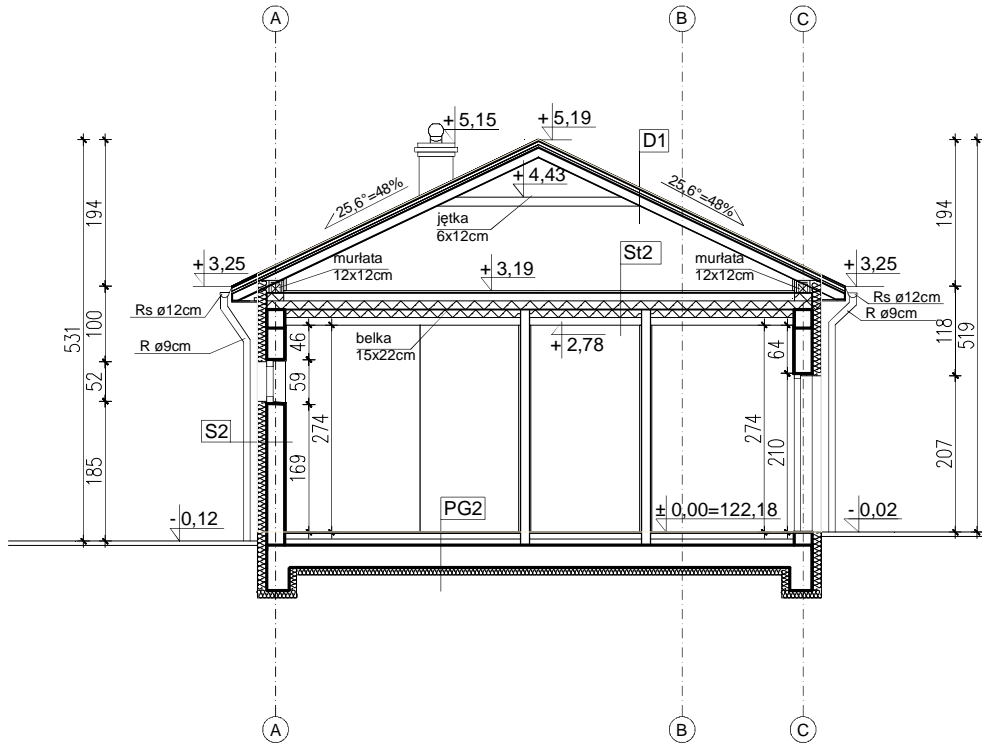 A
B
C
+ 5,15
+ 5,19
D1
+ 4,43
25,6°=48%
25,6°=48%
194
194
jętka
6x12cm
murłata
12x12cm
St2
murłata
12x12cm
+ 3,25
+ 3,19
+ 3,25
Rs ø12cm
R ø9cm
Rs ø12cm
R ø9cm
531
100
46
belka
15x22cm
+ 2,78
64
118
519
52
59
S2
274
169
274
210
185
207
PG2
- 0,12
± 0,00=122,18
- 0,02
A
B
C